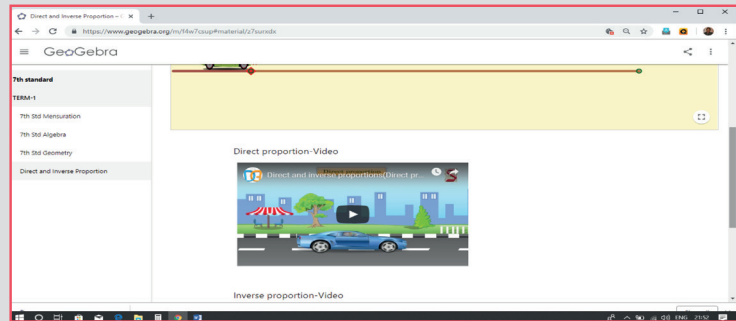 Direct and Inverse Proportion –
https://www.geogebra.org/m/f4w7csup#material/z7surxdx
GeoGebra
7th standard
TERM-1
7th Std Mensuration
7th Std Algebra
7th Std Geometry
Direct and Inverse Proportion
Direct proportion-Video
Direct and inverse proportions(Direct pr...
Inverse proportion-Video
ENG 21:52